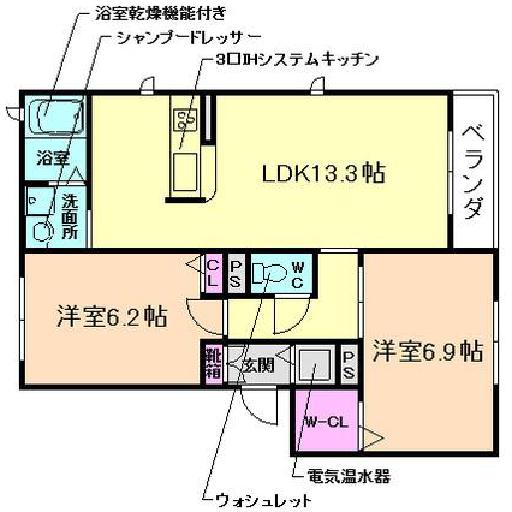 浴室乾燥機能付き
シャンプードレッサー
3口IHシステムキッチン
浴室
LDK13.3帖
ベランダ
洗面所
CL
PS
WC
洋室6.2帖
洋室6.9帖
靴箱
玄関
PS
W-CL
電気温水器
ウォシュレット